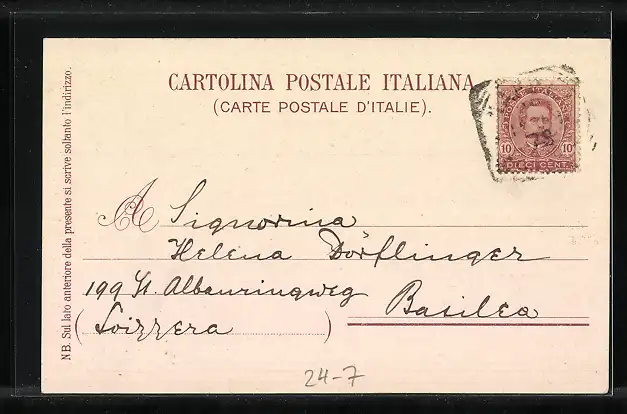 CARTOLINA POSTALE ITALIANA
(CARTE POSTALE D'ITALIE).
10 10
DIECI CENT.
78
NB. Sul lato anteriore della presente si scrive soltanto l'indirizzo.
A Signorina
Helena Dörflinger
199 St. Albanringweg
Basilea
(Svizzera)
24-7